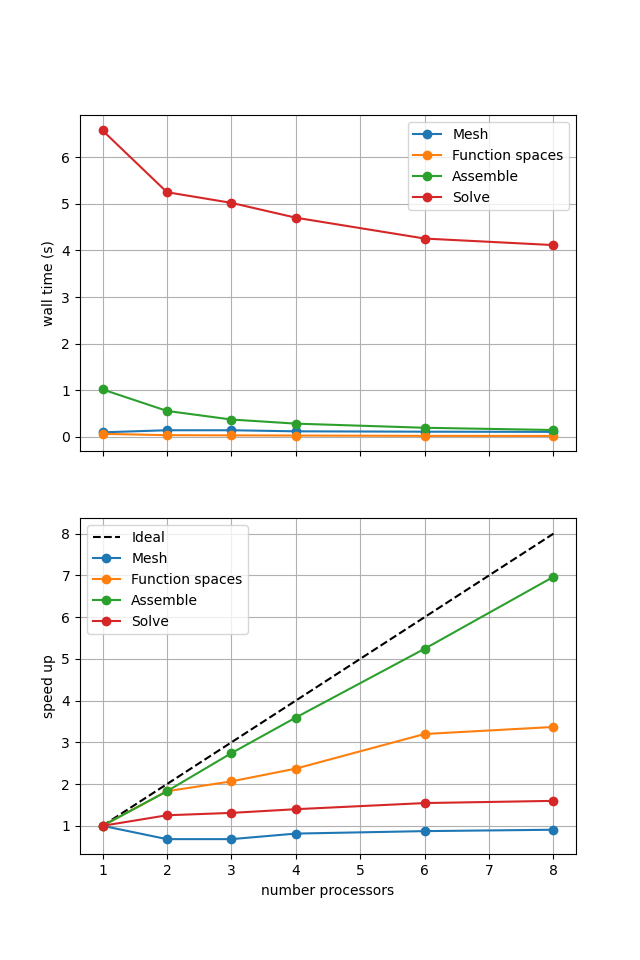 Mesh
Function spaces
Assemble
Solve
6
5
4
3
2
1
0
wall time (s)
Ideal
Mesh
Function spaces
Assemble
Solve
8
7
6
5
4
3
2
1
speed up
1 2 3 4 5 6 7 8
number processors